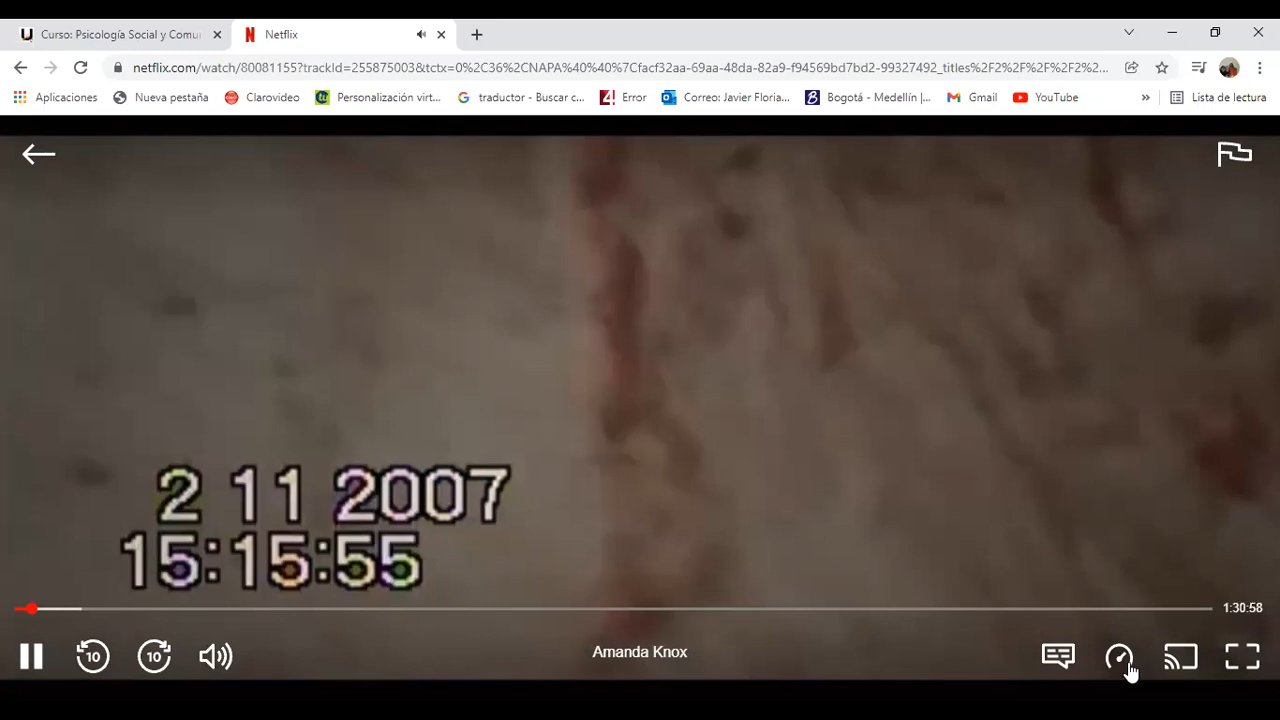 Curso: Psicología Social y Comu
Netflix
netflix.com/watch/80081155?trackId=255875003&tctx=0%2C36%2CNAPA%40%40%7Cfacf32aa-69aa-48da-82a9-f94569bd7bd2-99327492_titles%2F2%2F%2F%2F2%2...
Aplicaciones
Nueva pestaña
Clarovideo
Personalización virt...
traductor - Buscar c...
Error
Correo: Javier Floria...
Bogotá - Medellín |...
Gmail
YouTube
»
Lista de lectura
2 11 2007
15:15:55
1:30:58
10
10
Amanda Knox